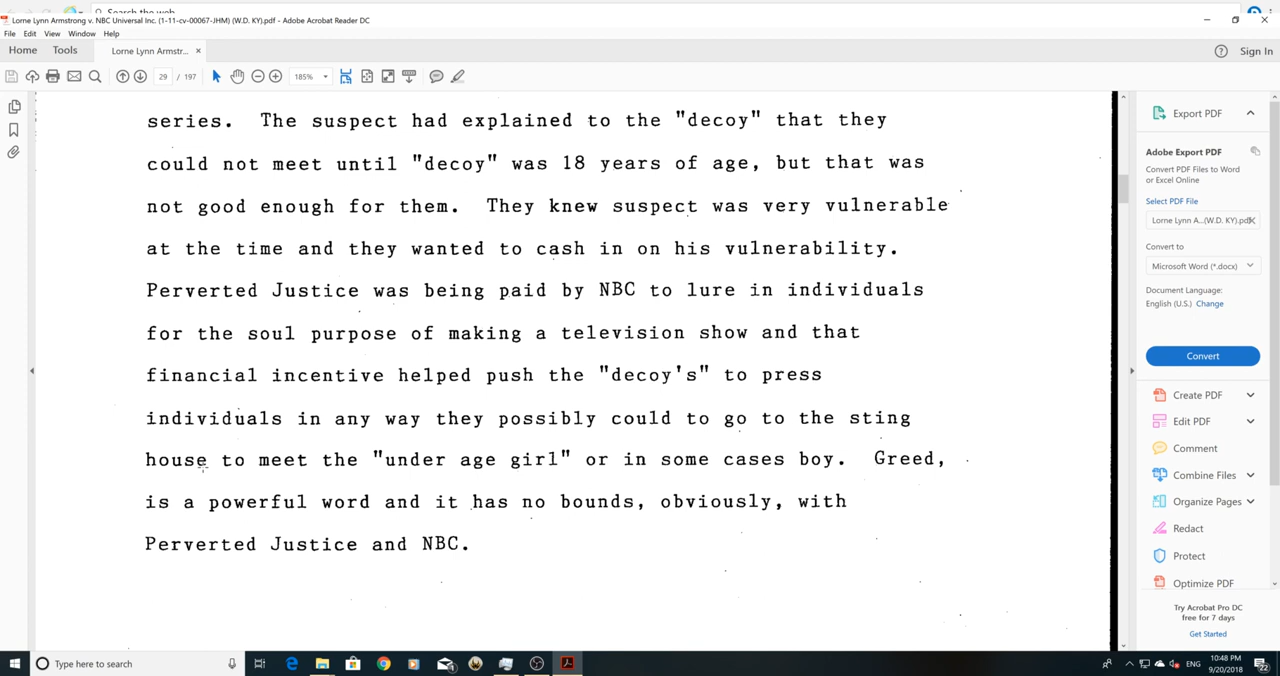 Search the web
Lorne Lynn Armstrong v. NBC Universal Inc. (1-11-cv-00067-JHM) (W.D. KY).pdf - Adobe Acrobat Reader DC
File Edit View Window Help
Home Tools Lorne Lynn Armstr... × Sign In
29 / 197 185%
series. The suspect had explained to the "decoy" that they
could not meet until "decoy" was 18 years of age, but that was
not good enough for them. They knew suspect was very vulnerable
at the time and they wanted to cash in on his vulnerability.
Perverted Justice was being paid by NBC to lure in individuals
for the soul purpose of making a television show and that
financial incentive helped push the "decoy's" to press
individuals in any way they possibly could to go to the sting
house to meet the "under age girl" or in some cases boy. Greed,
is a powerful word and it has no bounds, obviously, with
Perverted Justice and NBC.
Export PDF
Adobe Export PDF
Convert PDF Files to Word
or Excel Online
Select PDF File
Lorne Lynn A...(W.D. KY).pdf
Convert to
Microsoft Word (*.docx)
Document Language:
English (U.S.) Change
Convert
Create PDF
Edit PDF
Comment
Combine Files
Organize Pages
Redact
Protect
Optimize PDF
Try Acrobat Pro DC
free for 7 days
Get Started
Type here to search
ENG
10:48 PM
9/20/2018
22